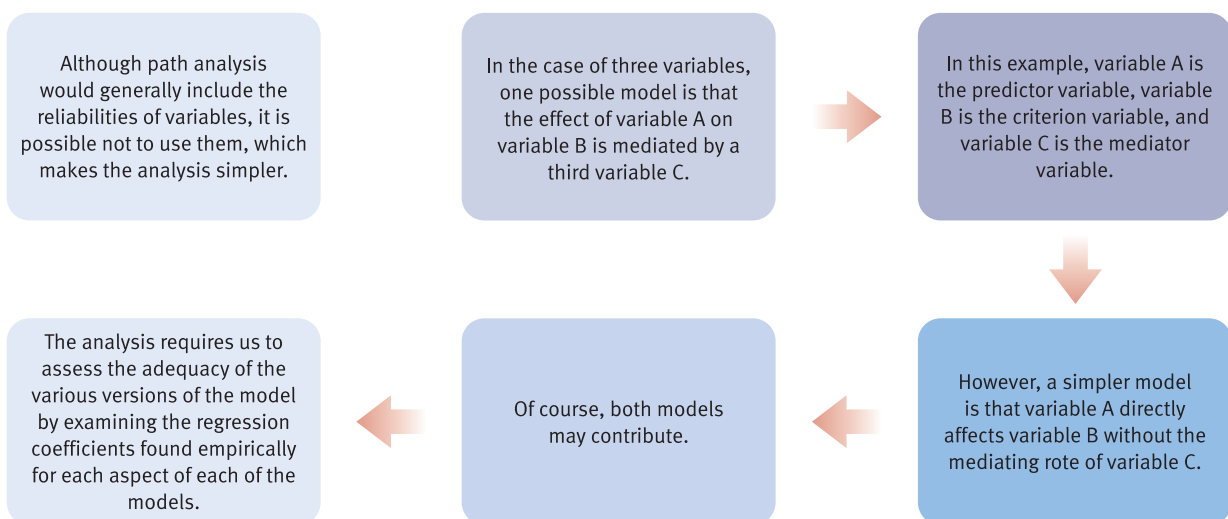 Although path analysis
would generally include the
reliabilities of variables, it is
possible not to use them, which
makes the analysis simpler.
In the case of three variables,
one possible model is that
the effect of variable A on
variable B is mediated by a
third variable C.
In this example, variable A is
the predictor variable, variable
B is the criterion variable, and
variable C is the mediator
variable.
However, a simpler model
is that variable A directly
affects variable B without the
mediating rote of variable C.
Of course, both models
may contribute.
The analysis requires us to
assess the adequacy of the
various versions of the model
by examining the regression
coefficients found empirically
for each aspect of each of the
models.